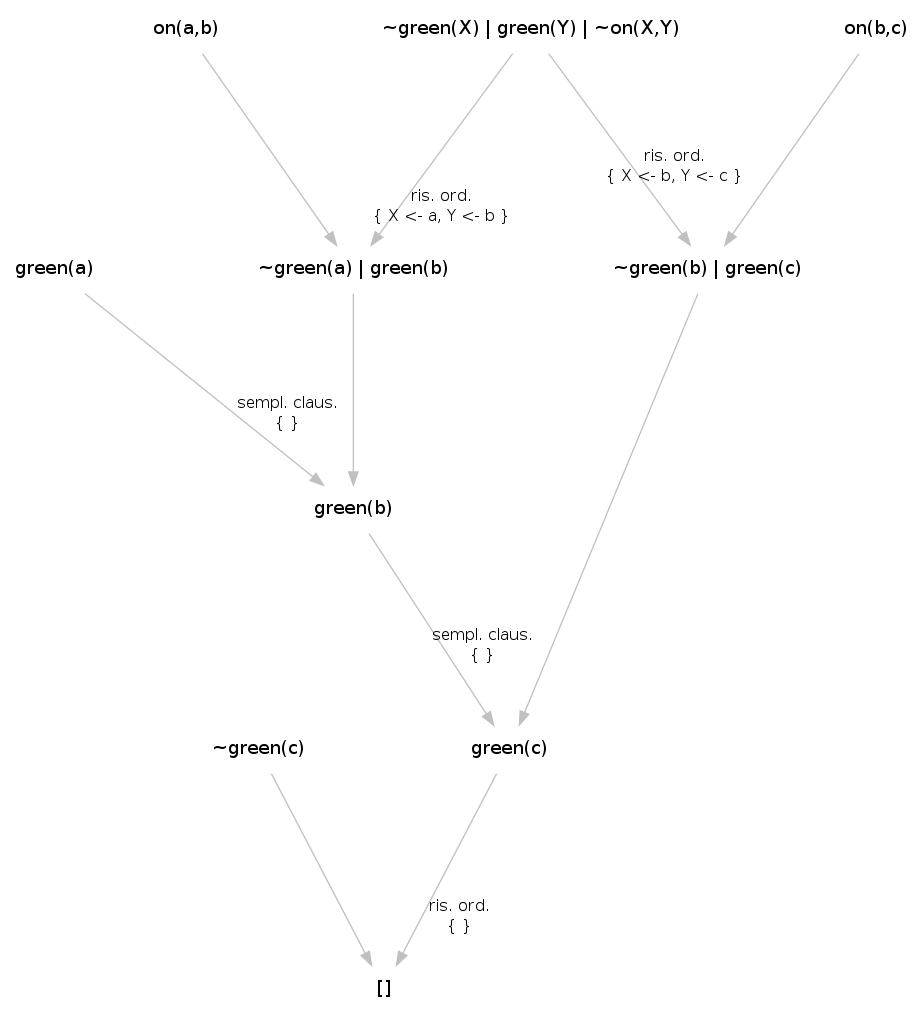 on(a,b)
~green(X) | green(Y) | ~on(X,Y)
on(b,c)
ris. ord.
{ X <- b, Y <- c }
ris. ord.
{ X <- a, Y <- b }
green(a)
~green(a) | green(b)
~green(b) | green(c)
sempl. claus.
{ }
green(b)
sempl. claus.
{ }
~green(c)
green(c)
ris. ord.
{ }
[]